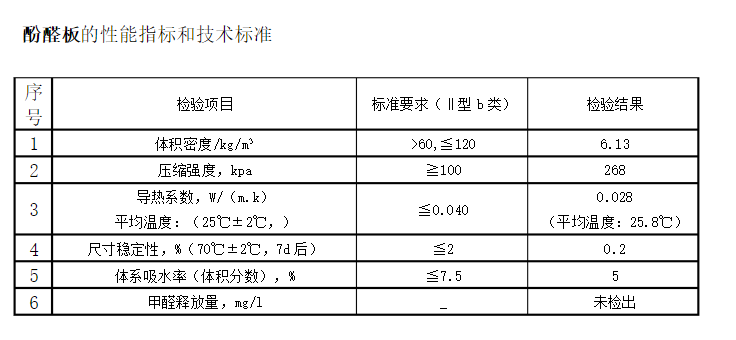 酚醛板的性能指标和技术标准
序号 检验项目 标准要求（Ⅱ型 b 类） 检验结果
1 体积密度/kg/m³ >60,≦120 6.13
2 压缩强度，kpa ≧100 268
3 导热系数，W/（m.k） ≦0.040 0.028
平均温度：（25℃±2℃，） （平均温度：25.8℃）
4 尺寸稳定性，%（70℃±2℃，7d 后） ≦2 0.2
5 体系吸水率（体积分数），% ≦7.5 5
6 甲醛释放量，mg/l _ 未检出